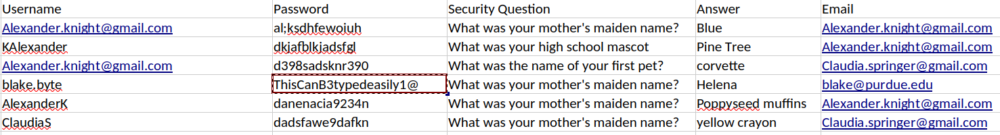 Username Password Security Question Answer Email
Alexander.knight@gmail.com al;ksdhfewoiuh What was your mother's maiden name? Blue Alexander.knight@gmail.com
KAlexander dkjafblkjadsfgl What was your high school mascot Pine Tree Alexander.knight@gmail.com
Alexander.knight@gmail.com d398sadsknr390 What was the name of your first pet? corvette Claudia.springer@gmail.com
blake.byte ThisCanB3typedeasily1@ What was your mother's maiden name? Helena blake@purdue.edu
AlexanderK danenacia9234n What was your mother's maiden name? Poppyseed muffins Alexander.knight@gmail.com
ClaudiaS dadsfawe9dafkn What was your mother's maiden name? yellow crayon Claudia.springer@gmail.com